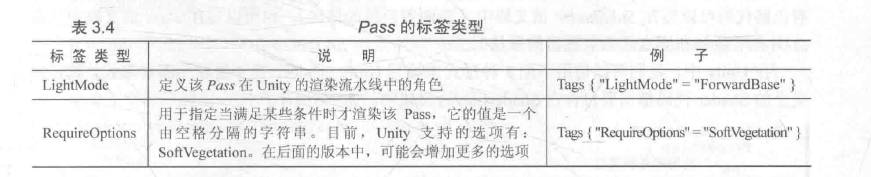 表 3.4 Pass 的标签类型
标 签 类 型 说 明 例 子
LightMode 定义该 Pass 在 Unity 的渲染流水线中的角色 Tags { "LightMode" = "ForwardBase" }
用于指定当满足某些条件时才渲染该 Pass，它的值是一个
RequireOptions 由空格分隔的字符串。目前，Unity 支持的选项有： Tags { "RequireOptions" = "SoftVegetation" }
SoftVegetation。在后面的版本中，可能会增加更多的选项